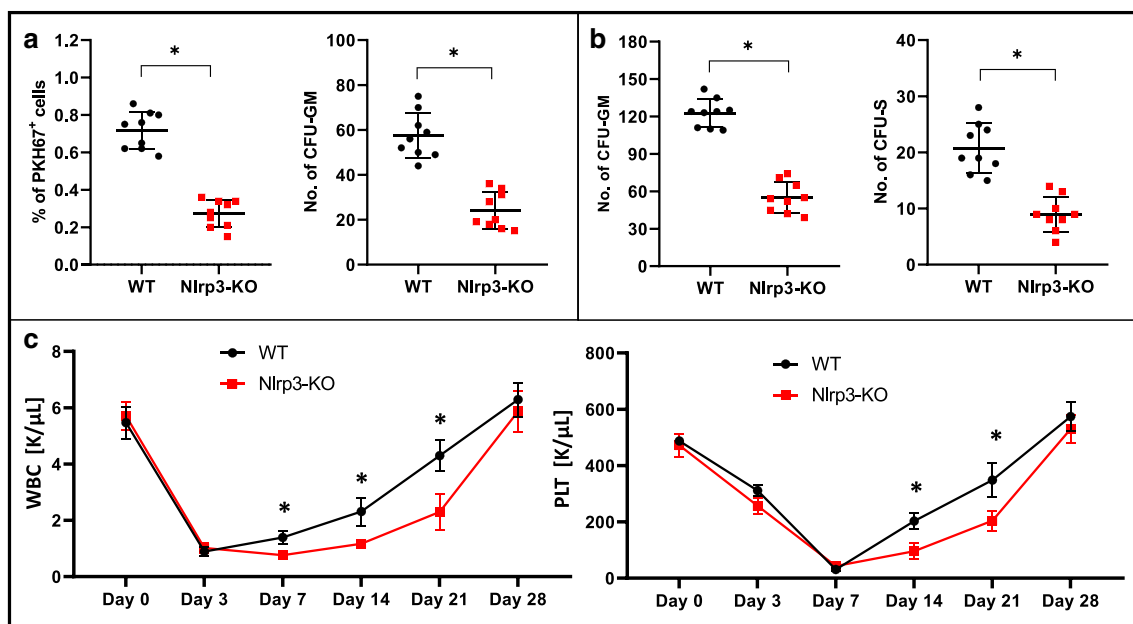 a
% of PKH67⁺ cells
1.2
1.0
0.8
0.6
0.4
0.2
0.0
*
WT
Nlrp3-KO
No. of CFU-GM
100
80
60
40
20
0
*
WT
Nlrp3-KO
b
No. of CFU-GM
180
150
120
90
60
30
0
*
WT
Nlrp3-KO
No. of CFU-S
40
30
20
10
0
*
WT
Nlrp3-KO
c
WBC [K/µL]
8
6
4
2
0
WT
Nlrp3-KO
*
*
*
Day 0 Day 3 Day 7 Day 14 Day 21 Day 28
PLT [K/µL]
800
600
400
200
0
WT
Nlrp3-KO
*
*
Day 0 Day 3 Day 7 Day 14 Day 21 Day 28